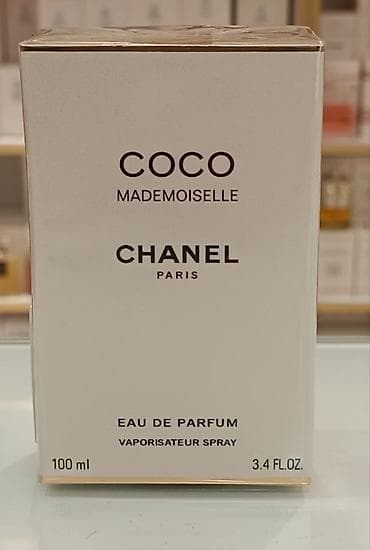 COCO
MADEMOISELLE
CHANEL
PARIS
EAU DE PARFUM
VAPORISATEUR SPRAY
100 ml 3.4 FL.OZ.